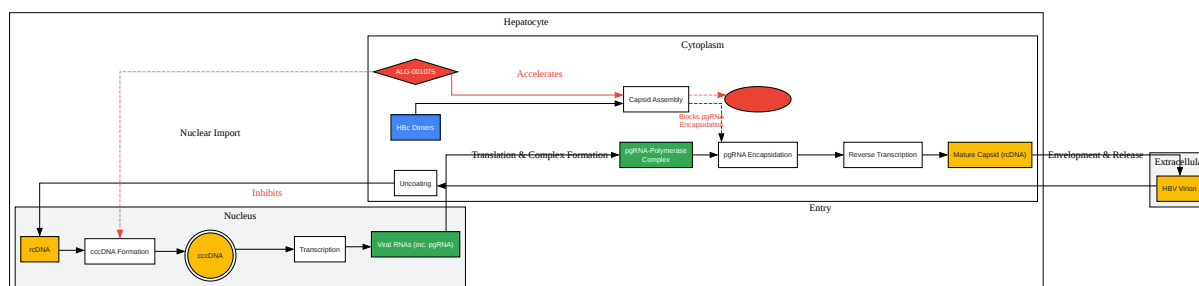 Hepatocyte
Cytoplasm
ALG-001075
Accelerates
Capsid Assembly
HBc Dimers
Blocks pgRNA
Encapsidation
Nuclear Import
Translation & Complex Formation
pgRNA-Polymerase
Complex
pgRNA Encapsidation
Reverse Transcription
Mature Capsid (rcDNA)
Envelopment & Release
Extracellular
Uncoating
HBV Virion
Inhibits
Entry
Nucleus
rcDNA
cccDNA Formation
cccDNA
Transcription
Viral RNAs (inc. pgRNA)